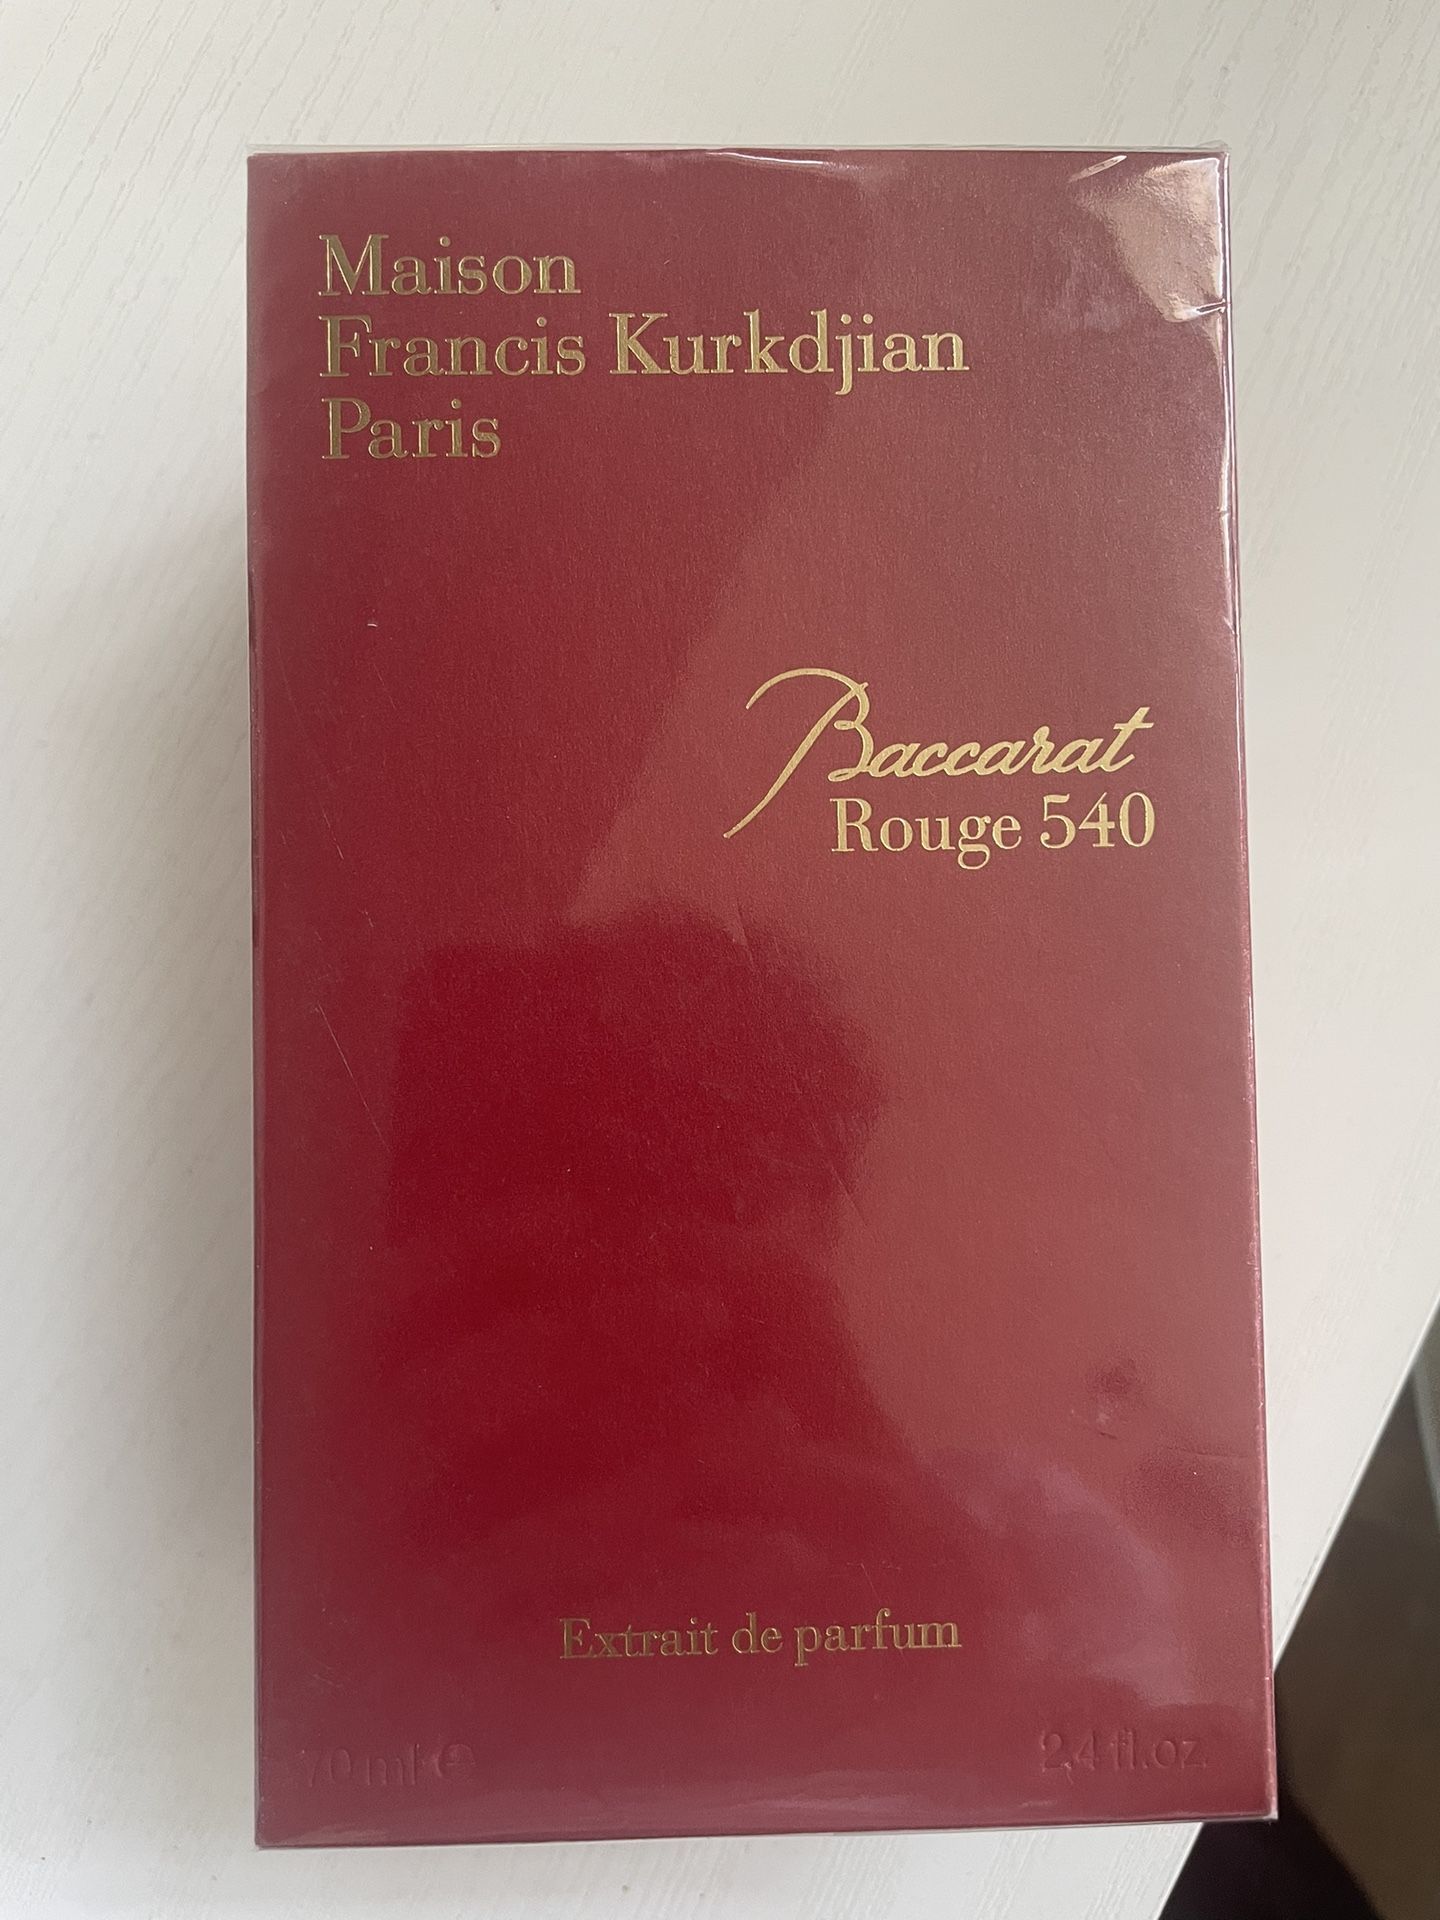 Maison
Francis Kurkdjian
Paris
Baccarat
Rouge 540
Extrait de parfum
70 ml ℮
2.4 fl.oz.